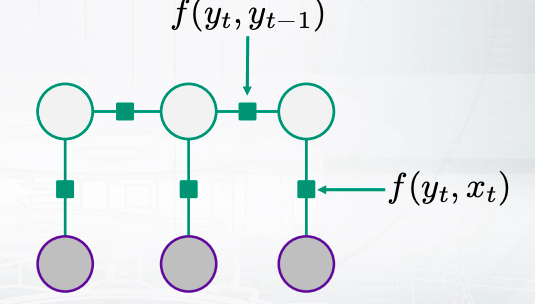 f(y_t, y_{t−1})
f(y_t, x_t)